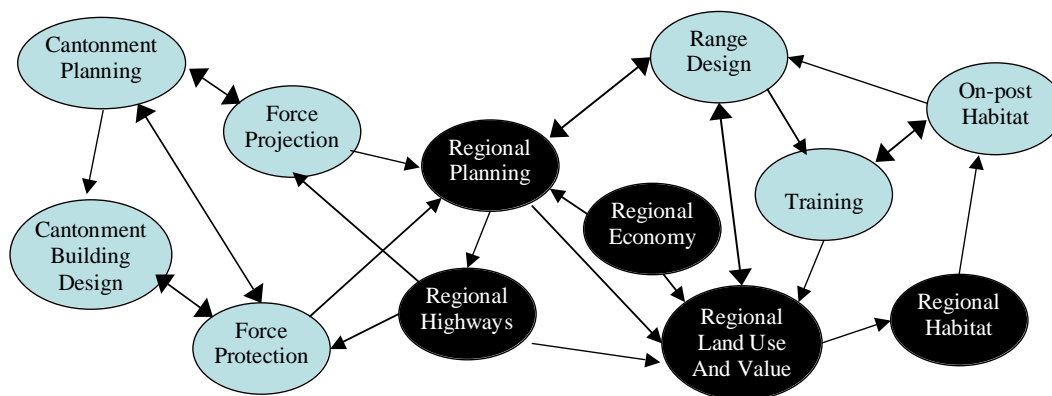 Cantonment
Planning
Force
Projection
Regional
Planning
Range
Design
On-post
Habitat
Training
Regional
Economy
Cantonment
Building
Design
Force
Protection
Regional
Highways
Regional
Land Use
And Value
Regional
Habitat